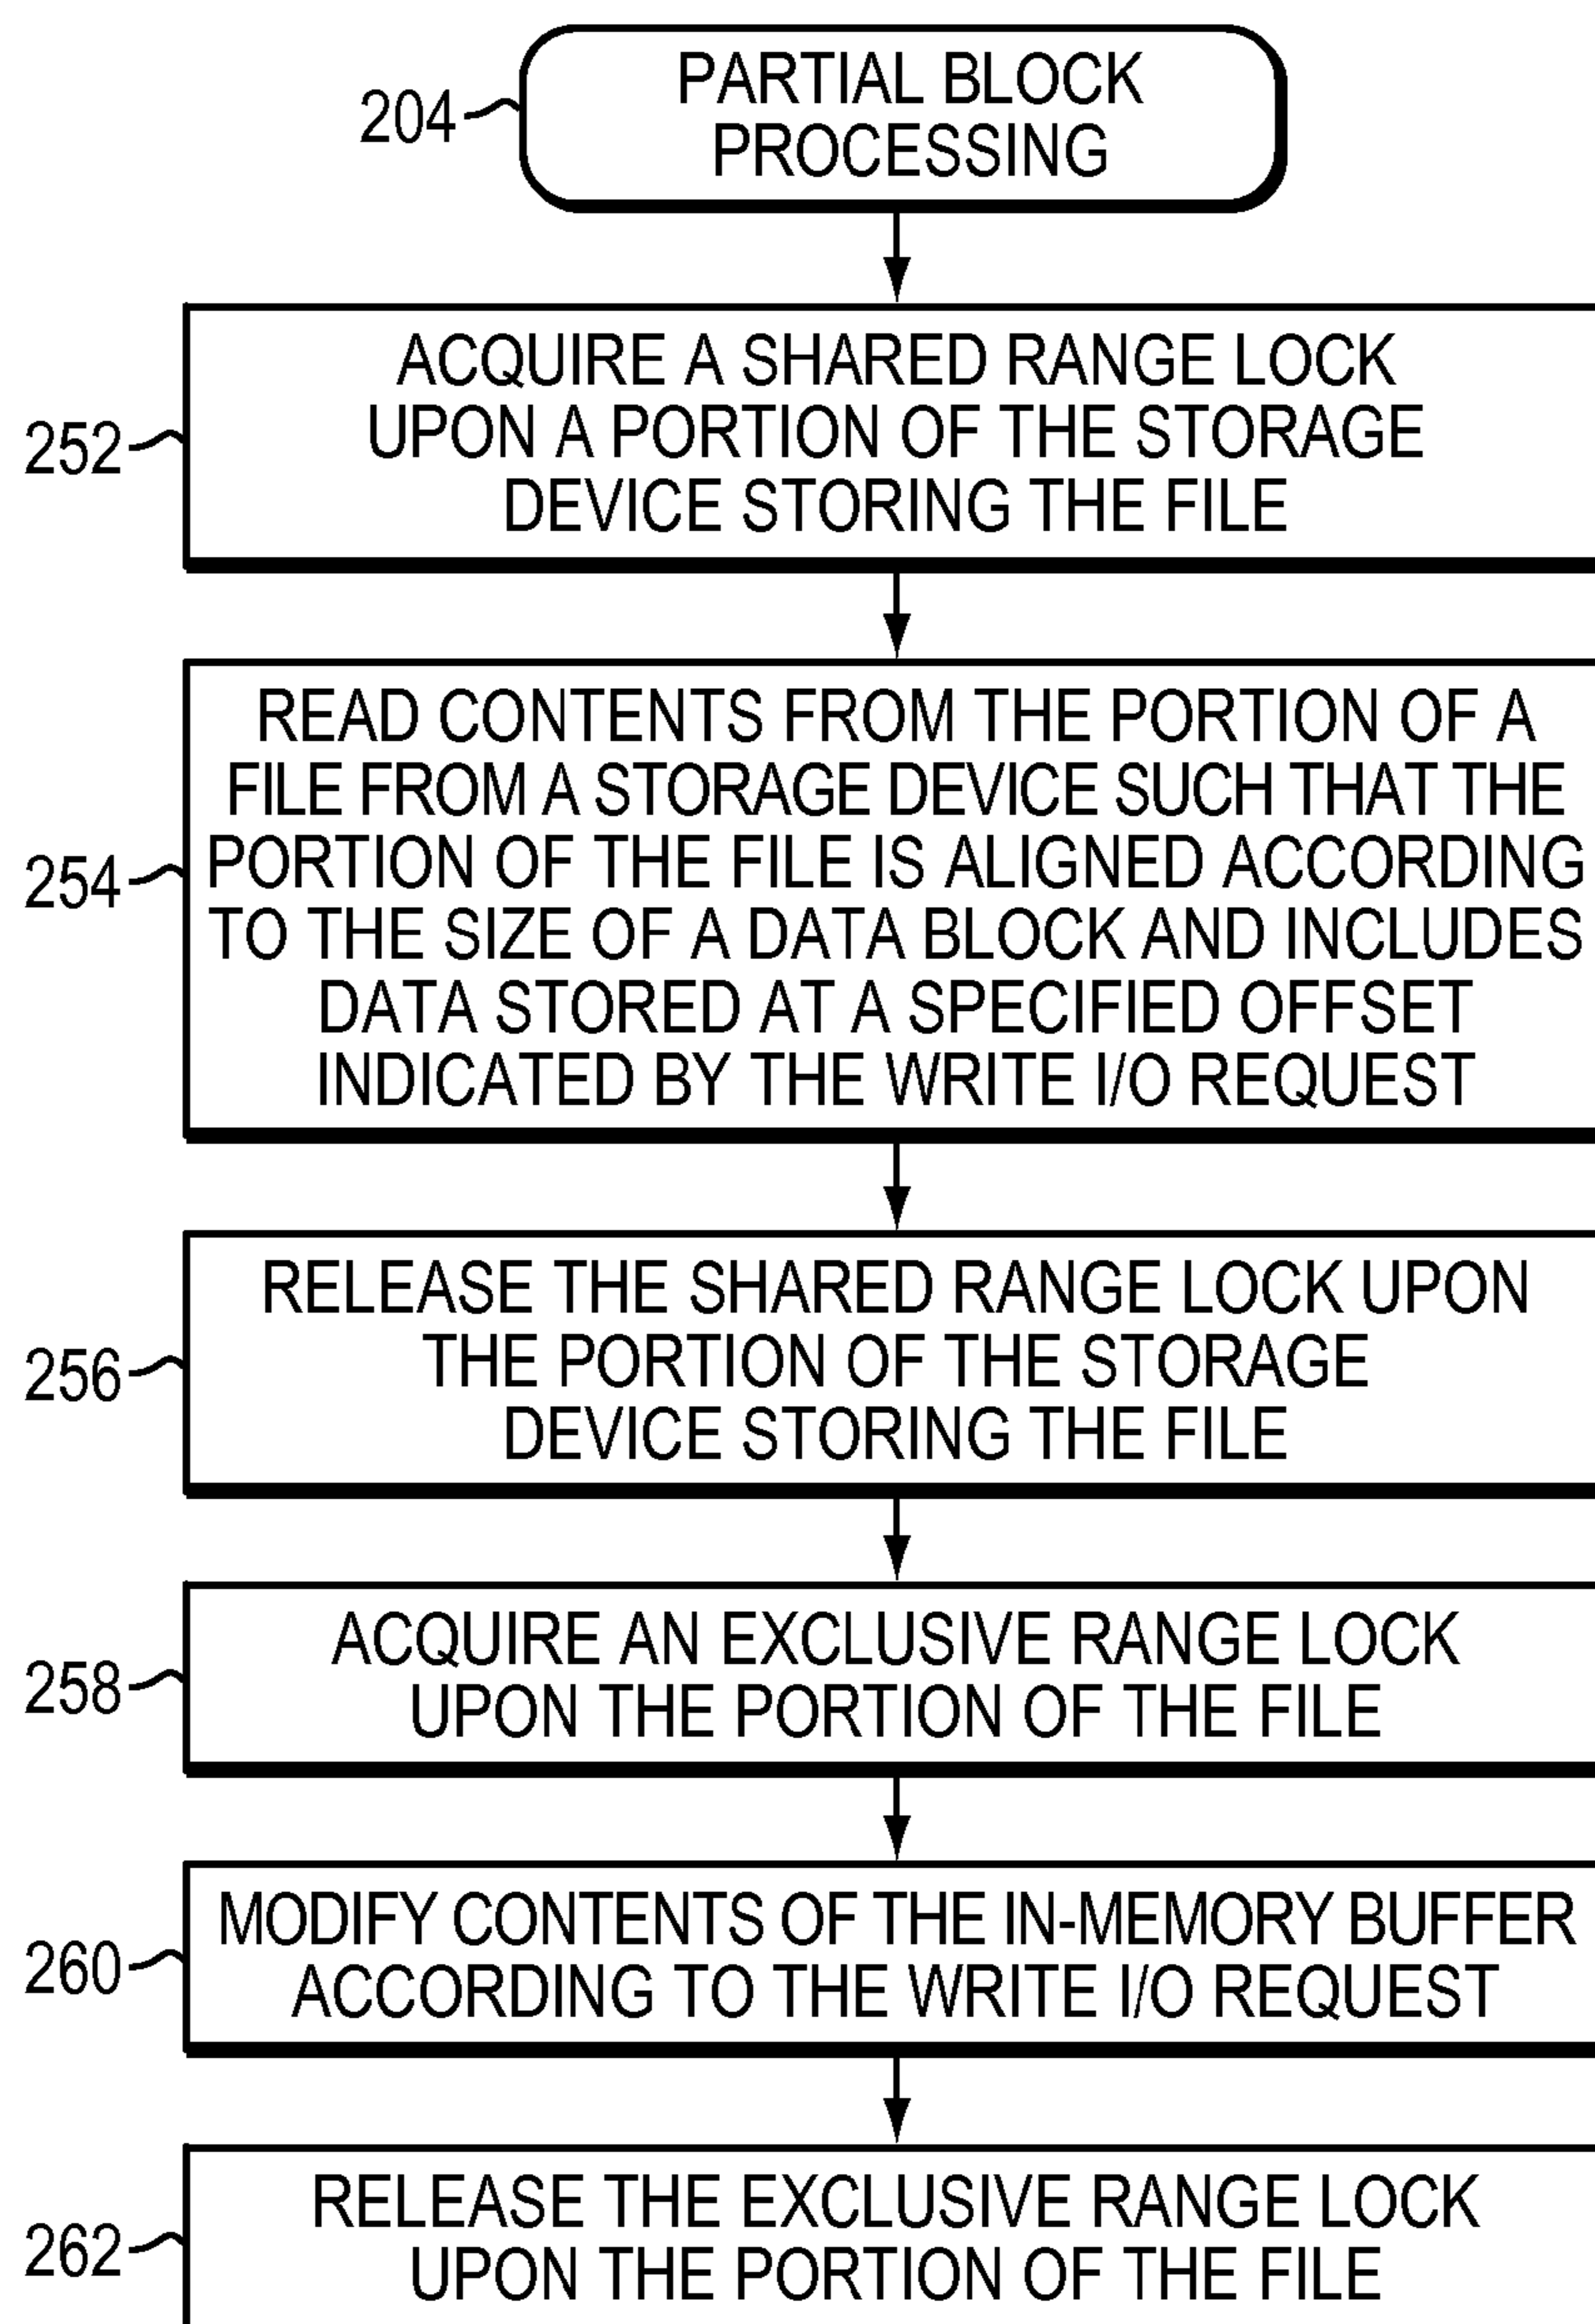 PARTIAL BLOCK
PROCESSING
204
ACQUIRE A SHARED RANGE LOCK
UPON A PORTION OF THE STORAGE
DEVICE STORING THE FILE
252
READ CONTENTS FROM THE PORTION OF A
FILE FROM A STORAGE DEVICE SUCH THAT THE
PORTION OF THE FILE IS ALIGNED ACCORDING
TO THE SIZE OF A DATA BLOCK AND INCLUDES
DATA STORED AT A SPECIFIED OFFSET
INDICATED BY THE WRITE I/O REQUEST
254
RELEASE THE SHARED RANGE LOCK UPON
THE PORTION OF THE STORAGE
DEVICE STORING THE FILE
256
ACQUIRE AN EXCLUSIVE RANGE LOCK
UPON THE PORTION OF THE FILE
258
MODIFY CONTENTS OF THE IN-MEMORY BUFFER
ACCORDING TO THE WRITE I/O REQUEST
260
RELEASE THE EXCLUSIVE RANGE LOCK
UPON THE PORTION OF THE FILE
262